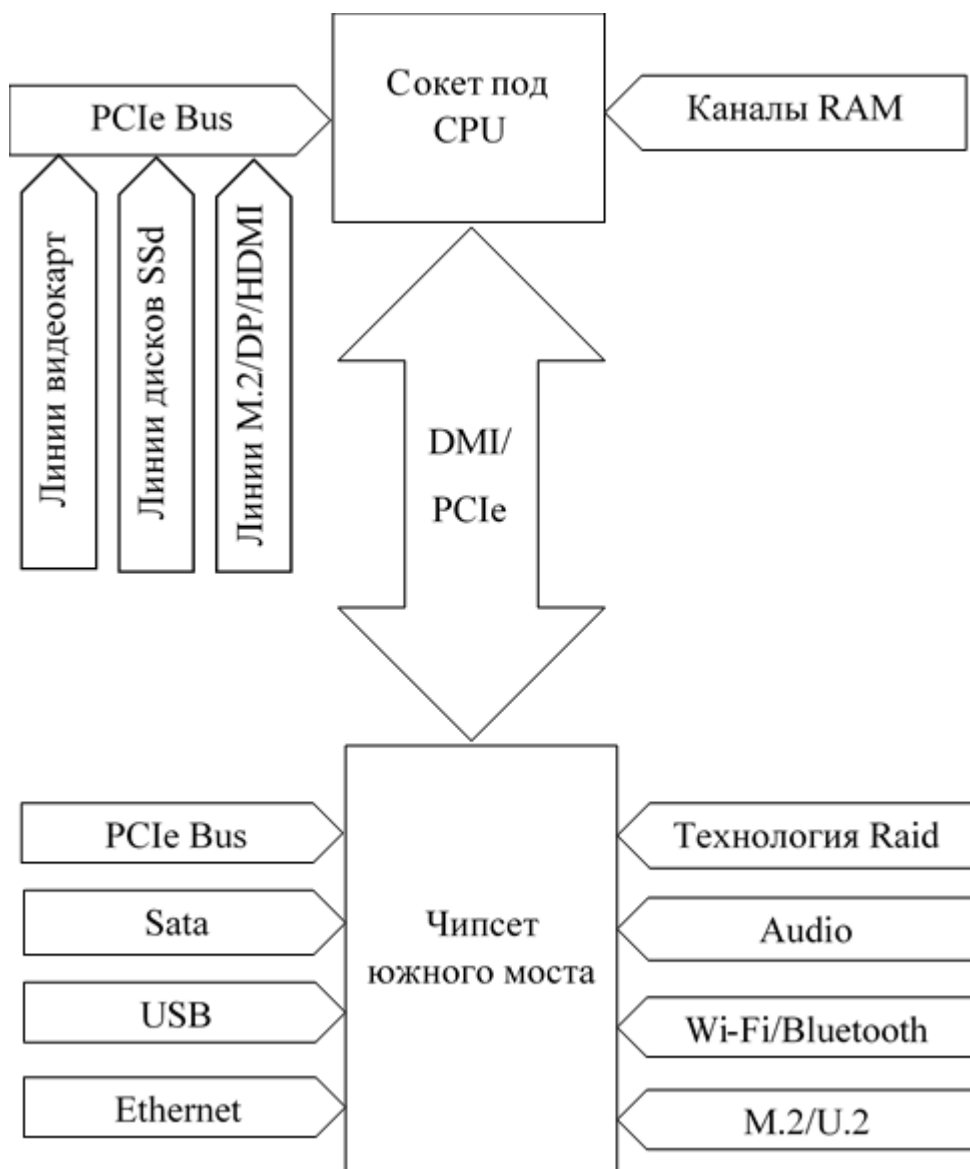 Сокет под
CPU
PCIe Bus
Каналы RAM
Линии видеокарт
Линии дисков SSd
Линии M.2/DP/HDMI
DMI/
PCIe
PCIe Bus
Sata
USB
Ethernet
Чипсет
южного моста
Технология Raid
Audio
Wi-Fi/Bluetooth
M.2/U.2